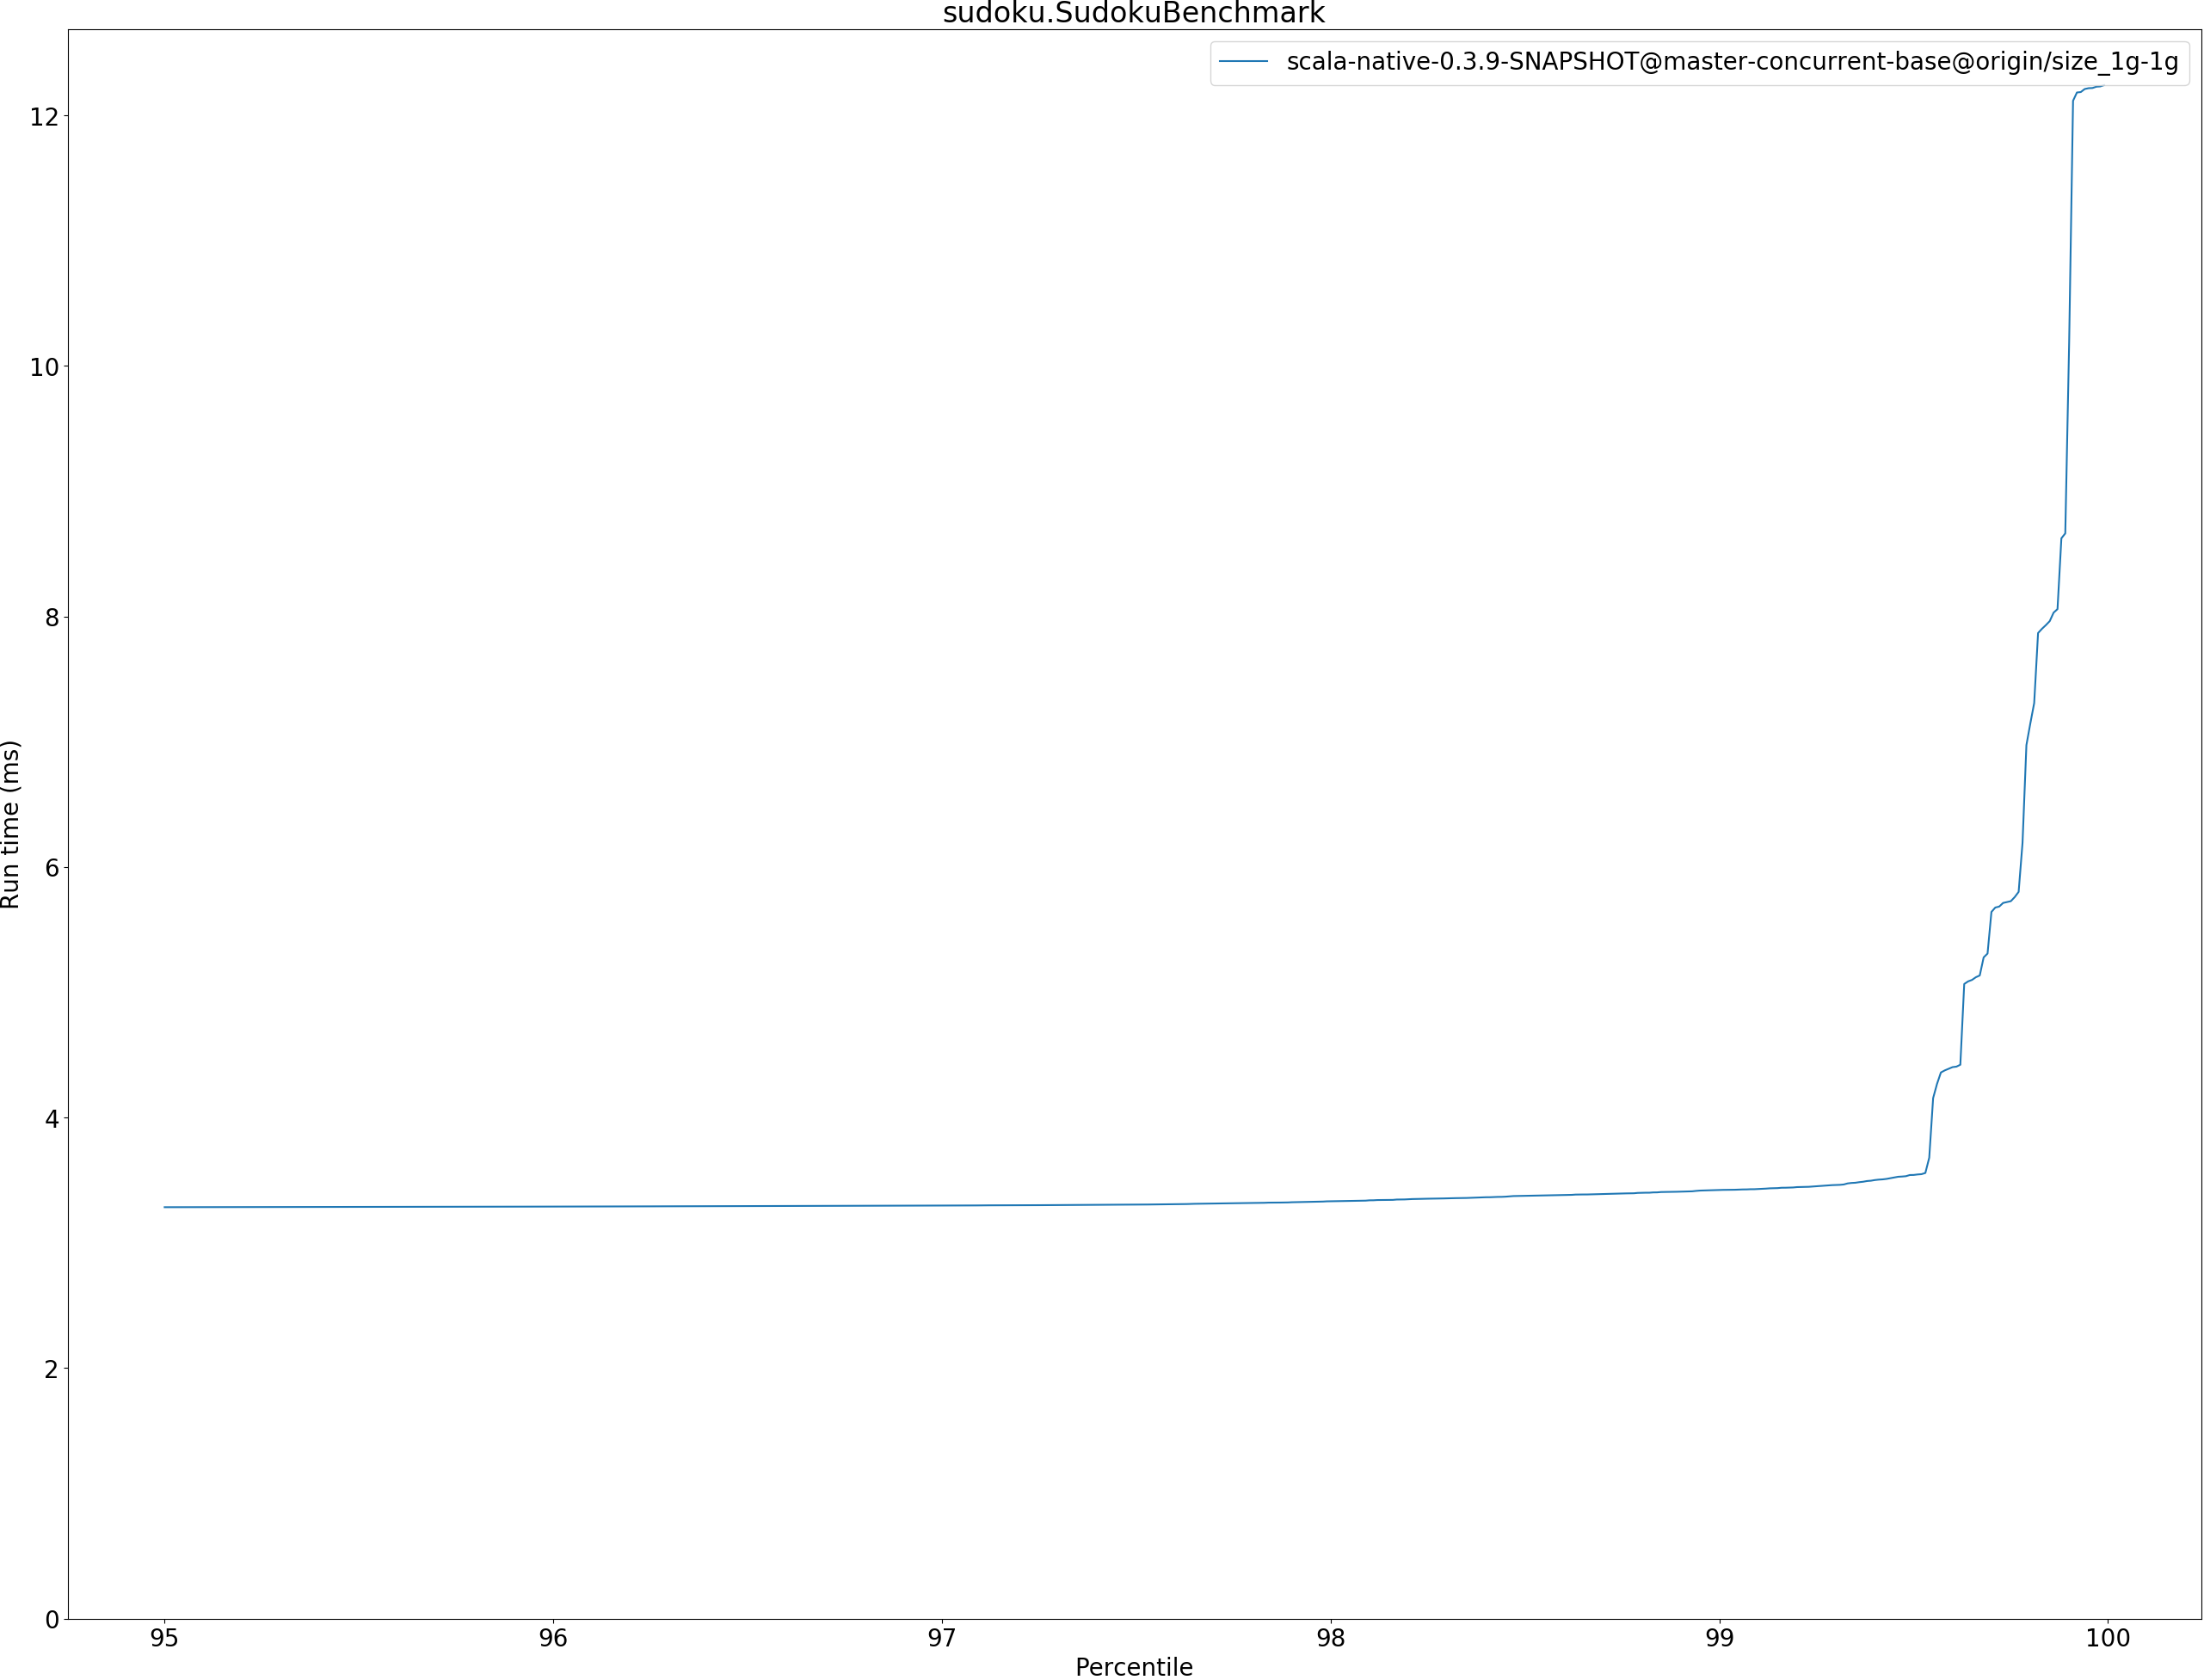 sudoku.SudokuBenchmark
scala-native-0.3.9-SNAPSHOT@master-concurrent-base@origin/size_1g-1g
12
10
8
6
4
2
0
Run time (ms)
95 96 97 98 99 100
Percentile